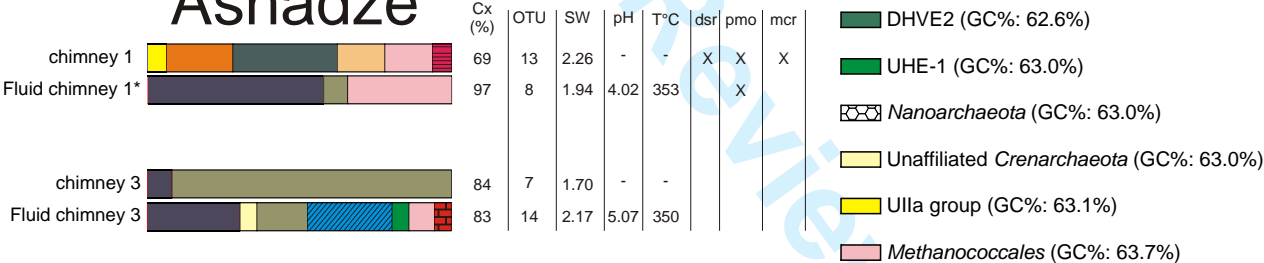 Ashadze
Cx (%) OTU SW pH T°C dsr pmo mcr
chimney 1 69 13 2.26 - - X X X
Fluid chimney 1* 97 8 1.94 4.02 353 X
chimney 3 84 7 1.70 - -
Fluid chimney 3 83 14 2.17 5.07 350
DHVE2 (GC%: 62.6%)
UHE-1 (GC%: 63.0%)
Nanoarchaeota (GC%: 63.0%)
Unaffiliated Crenarchaeota (GC%: 63.0%)
UIIa group (GC%: 63.1%)
Methanococcales (GC%: 63.7%)
Review